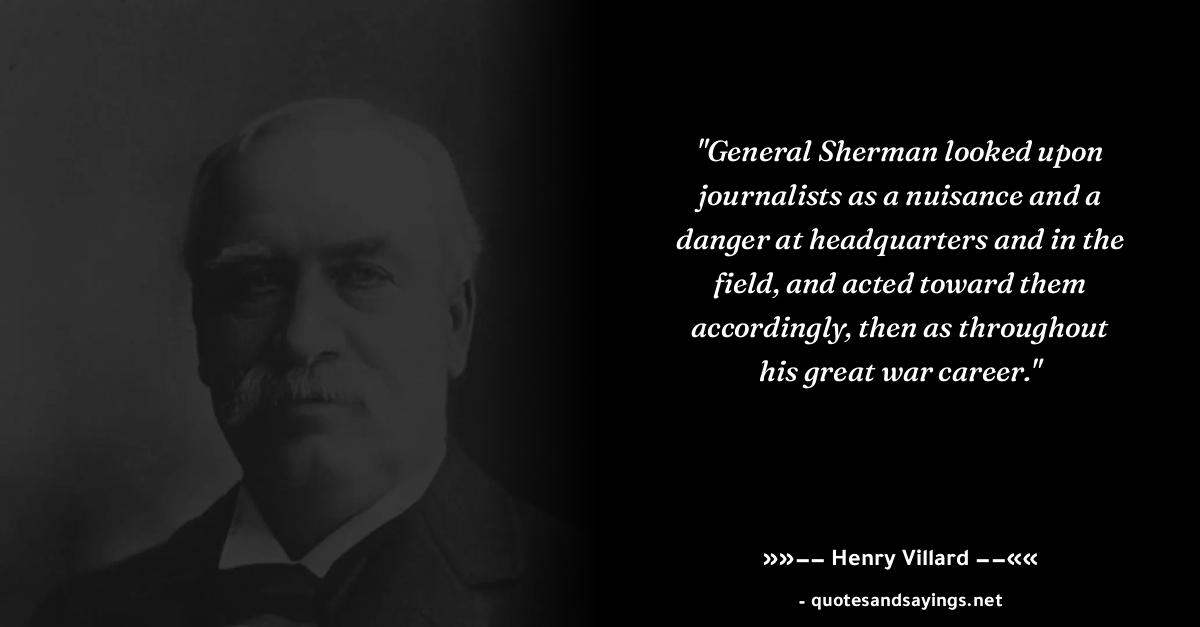 "General Sherman looked upon
journalists as a nuisance and a
danger at headquarters and in the
field, and acted toward them
accordingly, then as throughout
his great war career."
»»−− Henry Villard −−««
- quotesandsayings.net